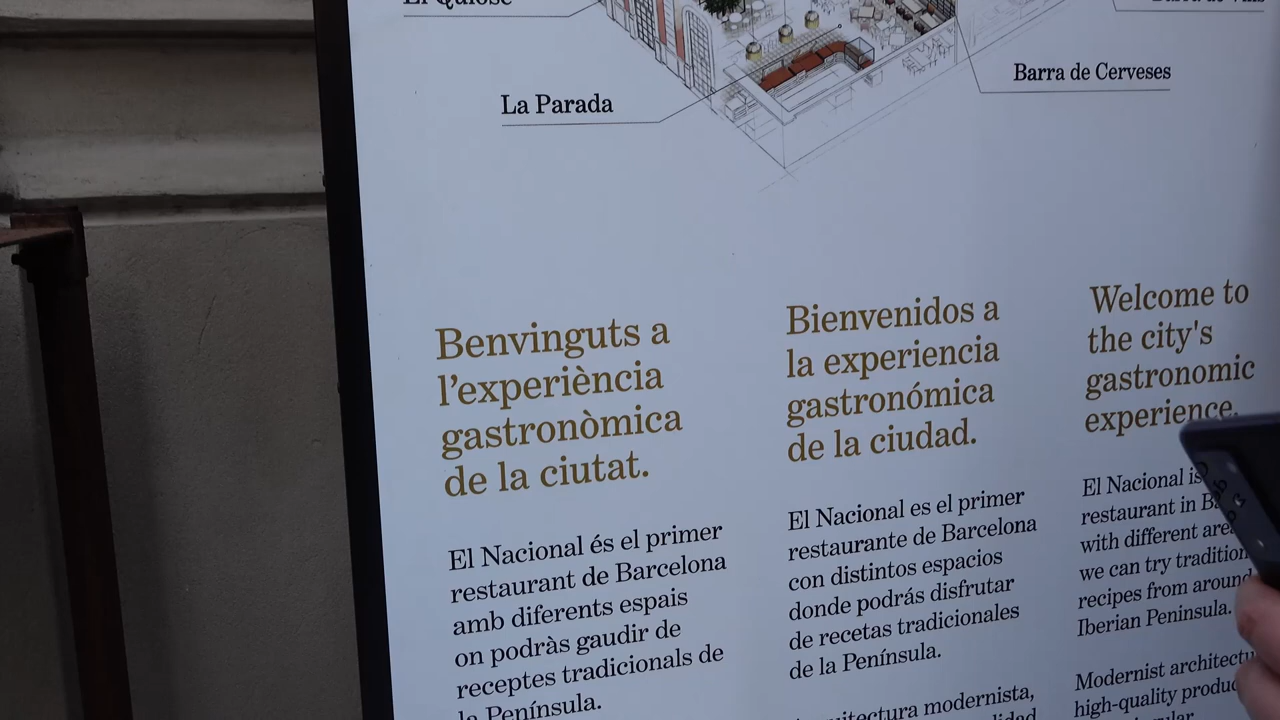 El Quiosc
La Parada
Barra de Cerveses
Benvinguts a
l'experiència
gastronòmica
de la ciutat.
El Nacional és el primer
restaurant de Barcelona
amb diferents espais
on podràs gaudir de
receptes tradicionals de
la Península.
Bienvenidos a
la experiencia
gastronómica
de la ciudad.
El Nacional es el primer
restaurante de Barcelona
con distintos espacios
donde podrás disfrutar
de recetas tradicionales
de la Península.
modernista,
Welcome to
the city's
gastronomic
experience.
El Nacional is
restaurant in
with different
we can try
recipes from around
Iberian Peninsula.
Modernist
high-quality